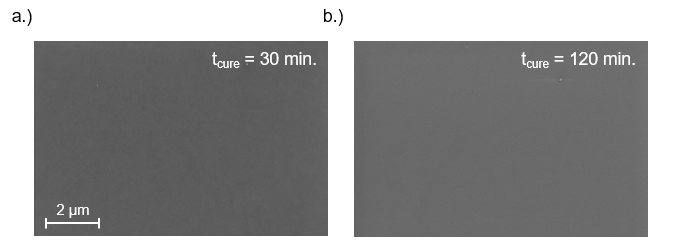 a.)
b.)
tcure = 30 min.
tcure = 120 min.
2 µm